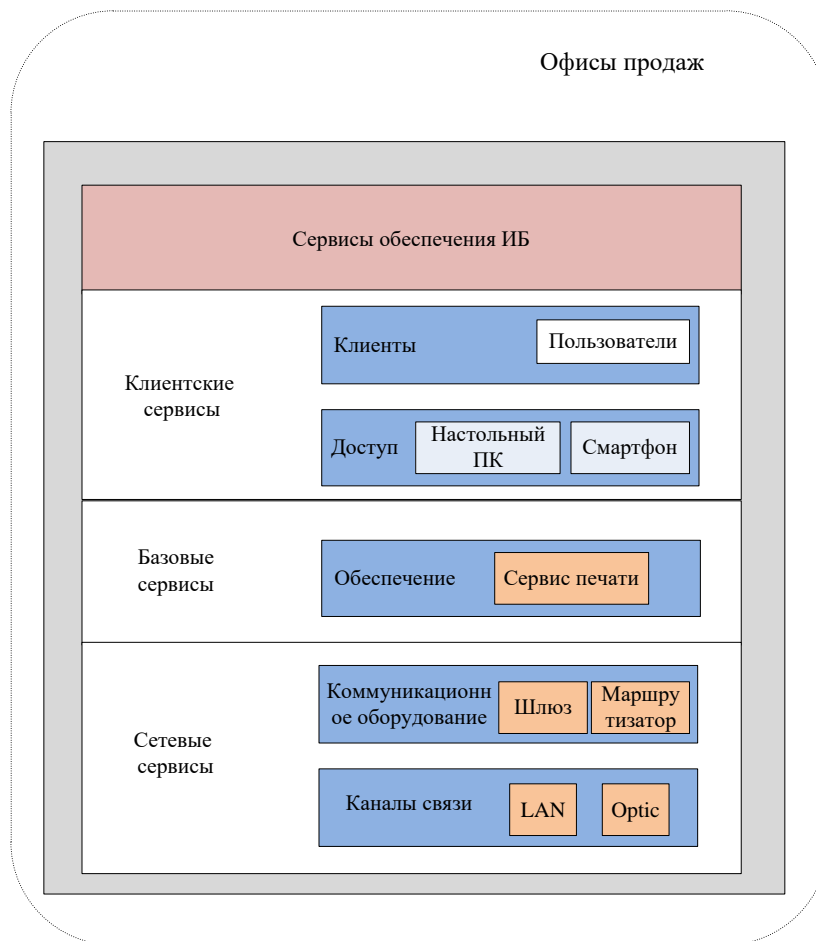 Офисы продаж
Сервисы обеспечения ИБ
Клиентские
сервисы
Клиенты
Пользователи
Доступ
Настольный
ПК
Смартфон
Базовые
сервисы
Обеспечение
Сервис печати
Сетевые
сервисы
Коммуникационн
ое оборудование
Шлюз
Маршру
тизатор
Каналы связи
LAN
Optic